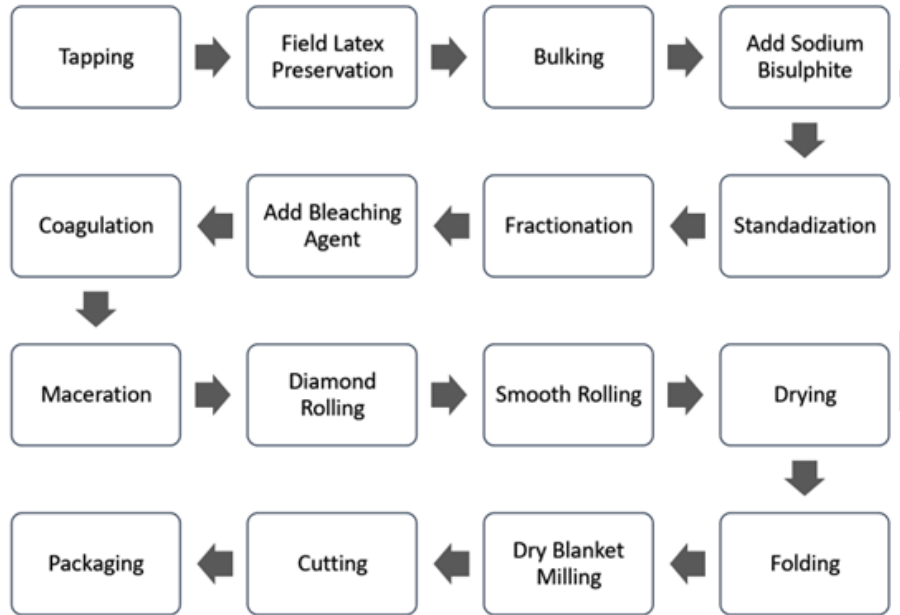 Tapping
Field Latex
Preservation
Bulking
Add Sodium
Bisulphite
Standadization
Fractionation
Add Bleaching
Agent
Coagulation
Maceration
Diamond
Rolling
Smooth Rolling
Drying
Folding
Dry Blanket
Milling
Cutting
Packaging